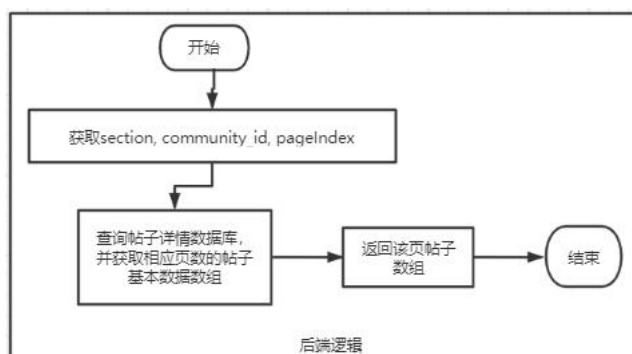 开始
获取section, community_id, pageIndex
查询帖子详情数据库，
并获取相应页数的帖子
基本数据数组
返回该页帖子
数组
结束
后端逻辑